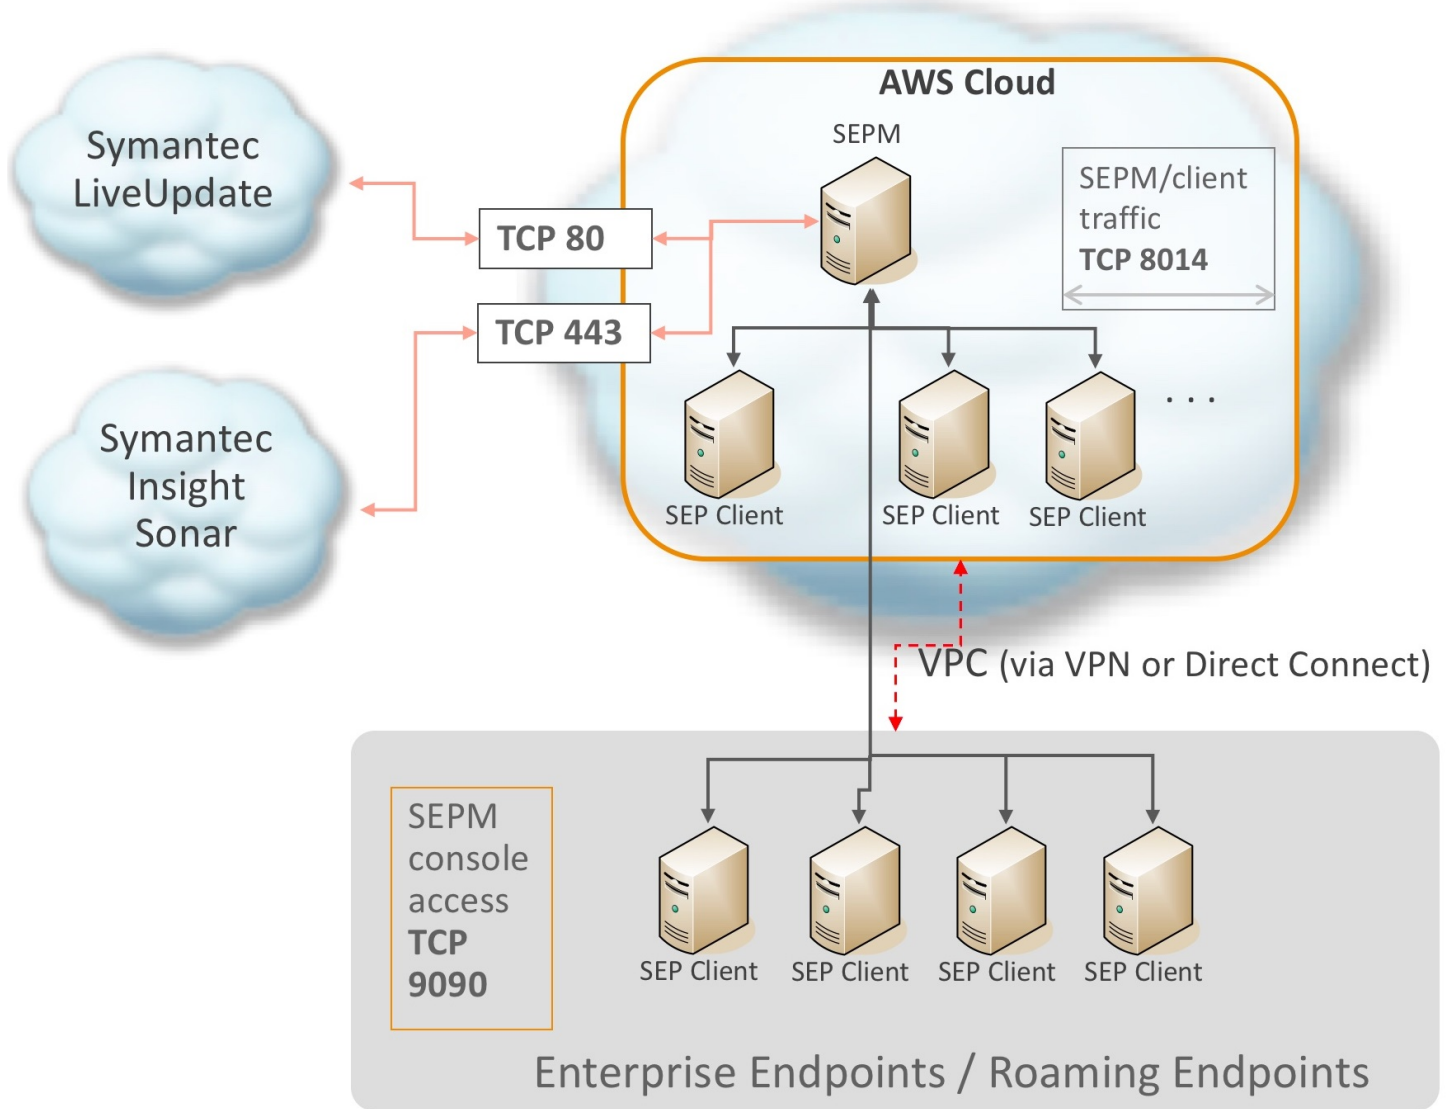 AWS Cloud
SEPM
Symantec
LiveUpdate
TCP 80
TCP 443
SEPM/client
traffic
TCP 8014
Symantec
Insight
Sonar
. . .
SEP Client
SEP Client
SEP Client
VPC (via VPN or Direct Connect)
SEPM
console
access
TCP
9090
SEP Client
SEP Client
SEP Client
SEP Client
Enterprise Endpoints / Roaming Endpoints